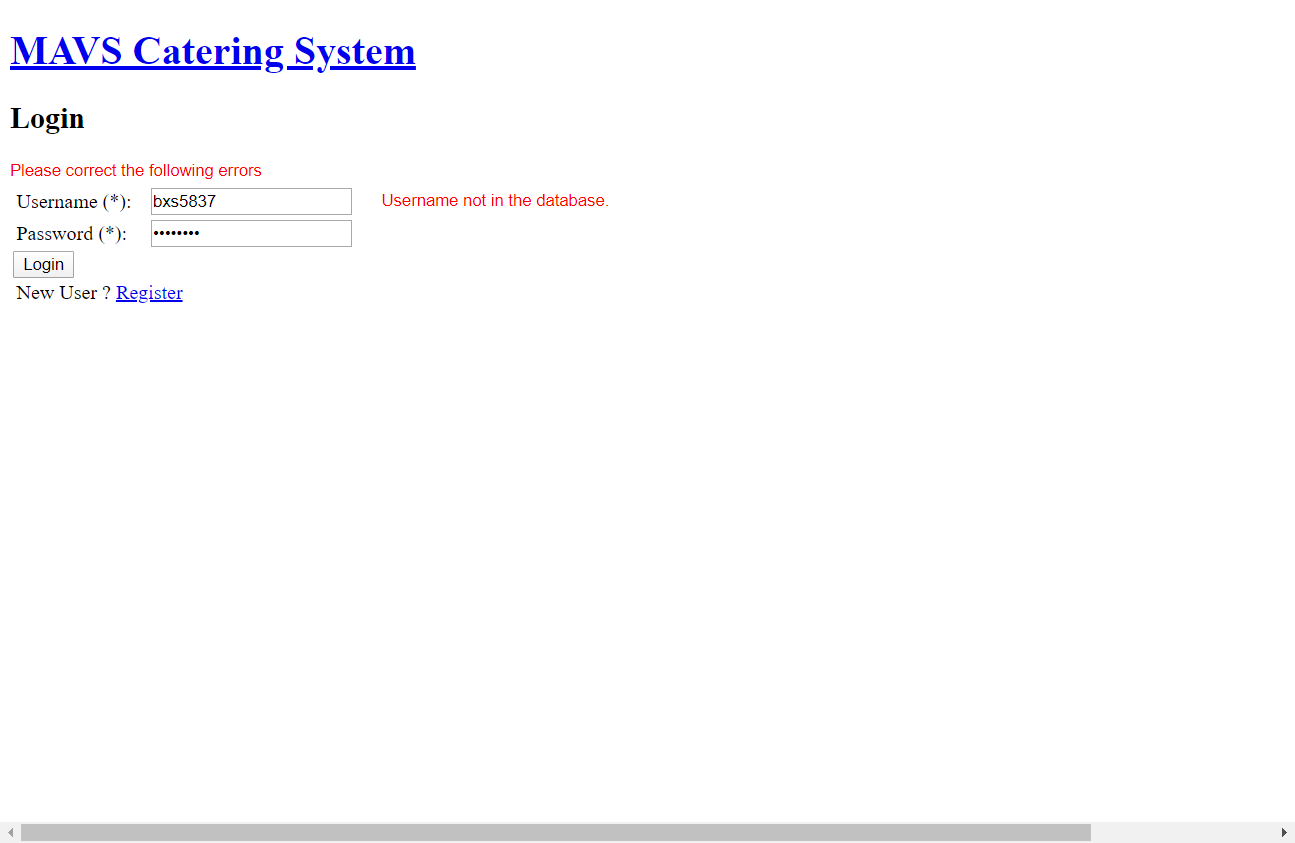 MAVS Catering System
Login
Please correct the following errors
Username (*): bxs5837 Username not in the database.
Password (*): ••••••••
Login
New User ? Register